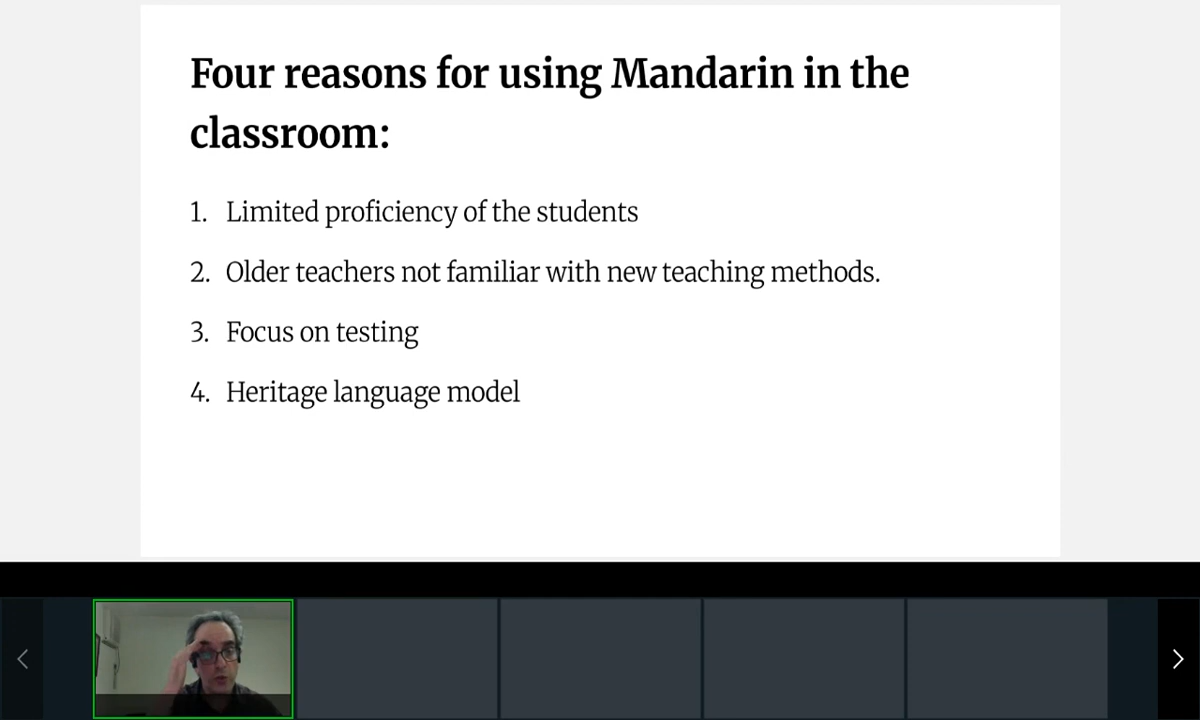 Four reasons for using Mandarin in the
classroom:
1. Limited proficiency of the students
2. Older teachers not familiar with new teaching methods.
3. Focus on testing
4. Heritage language model